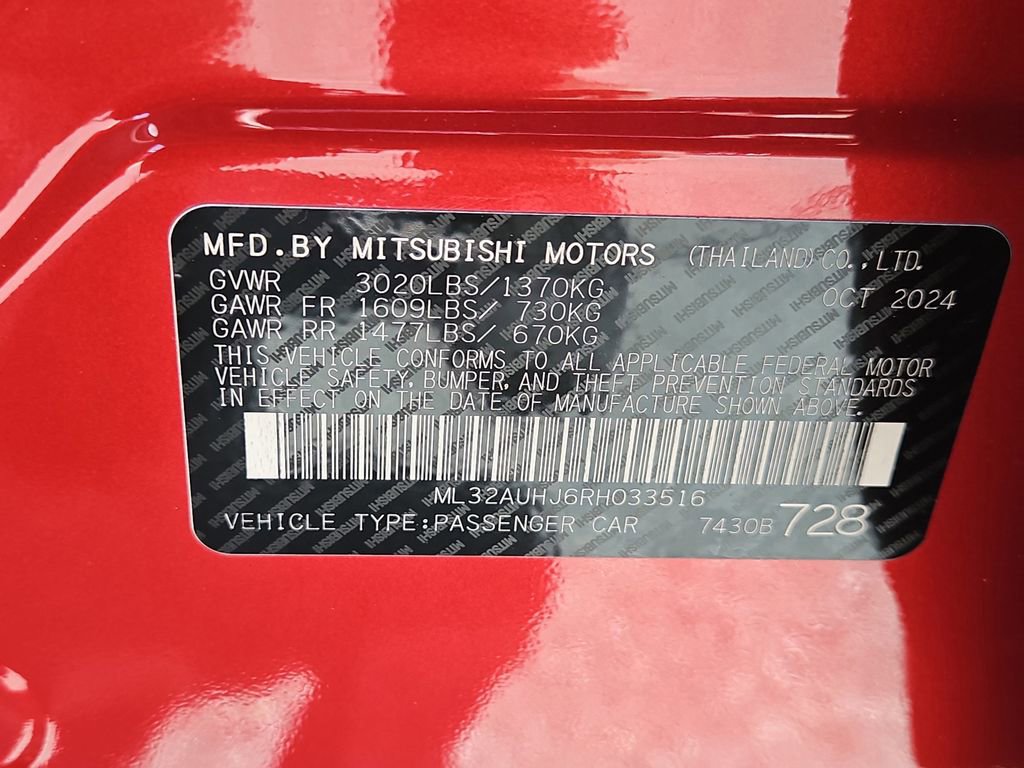 MFD.BY MITSUBISHI MOTORS (THAILAND)CO.,LTD.
GVWR 3020LBS/1370KG OCT 2024
GAWR FR 1609LBS/ 730KG
GAWR RR 1477LBS/ 670KG
THIS VEHICLE CONFORMS TO ALL APPLICABLE FEDERAL MOTOR
VEHICLE SAFETY, BUMPER, AND THEFT PREVENTION STANDARDS
IN EFFECT ON THE DATE OF MANUFACTURE SHOWN ABOVE.
ML32AUHJ6RH033516
VEHICLE TYPE:PASSENGER CAR 7430B 728